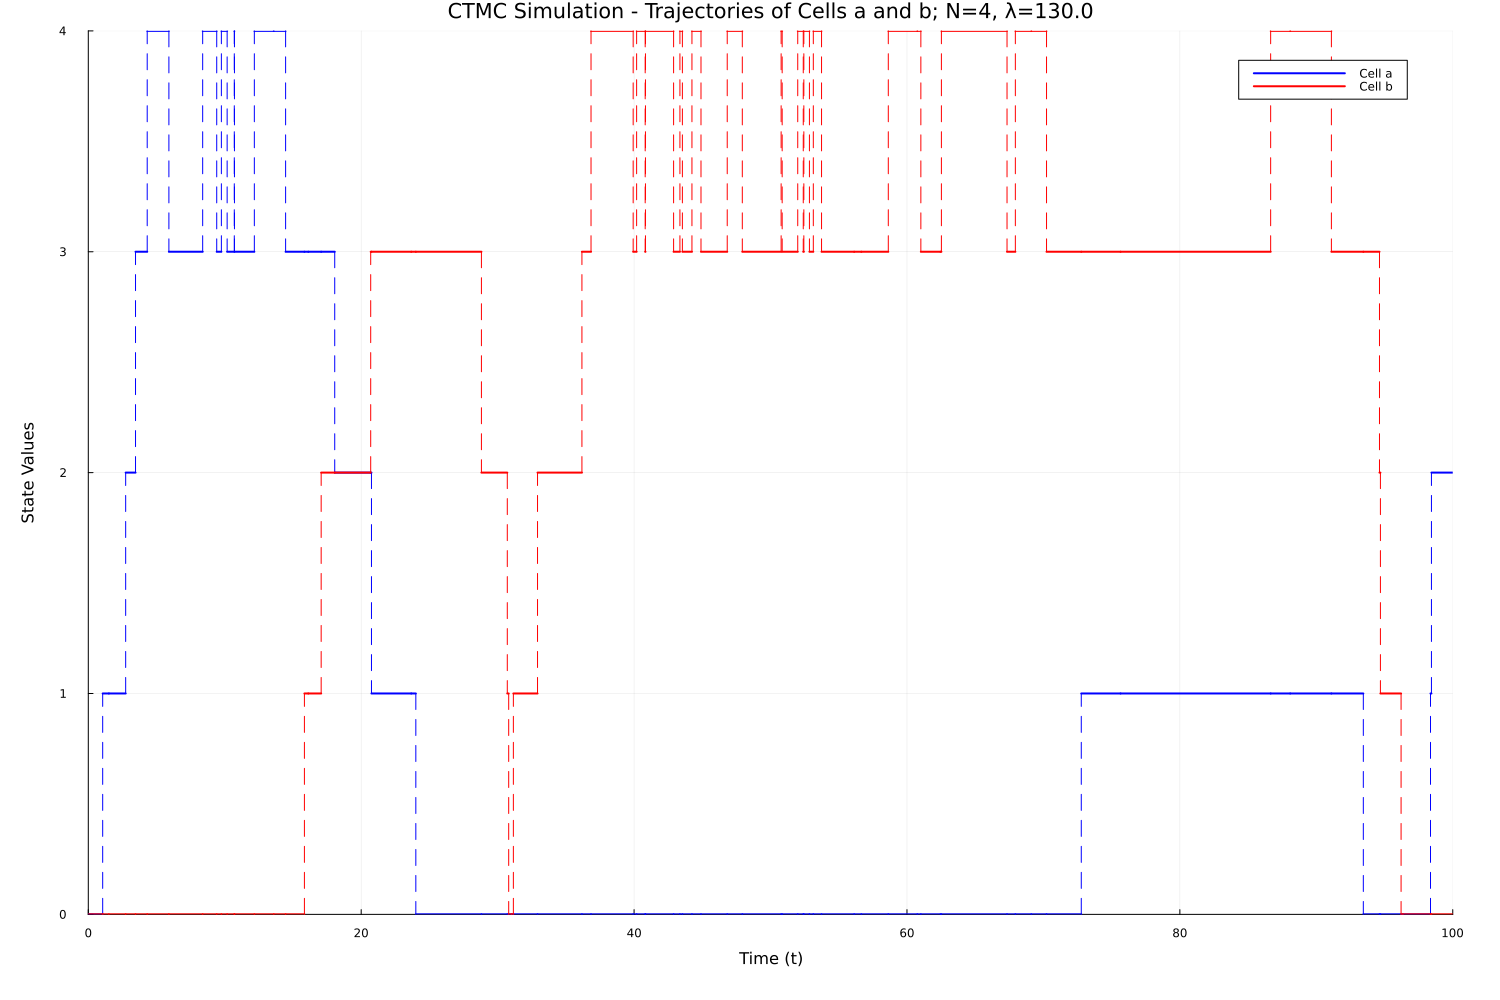 CTMC Simulation - Trajectories of Cells a and b; N=4, λ=130.0
4
Cell a
Cell b
3
State Values
2
1
0
0 20 40 60 80 100
Time (t)